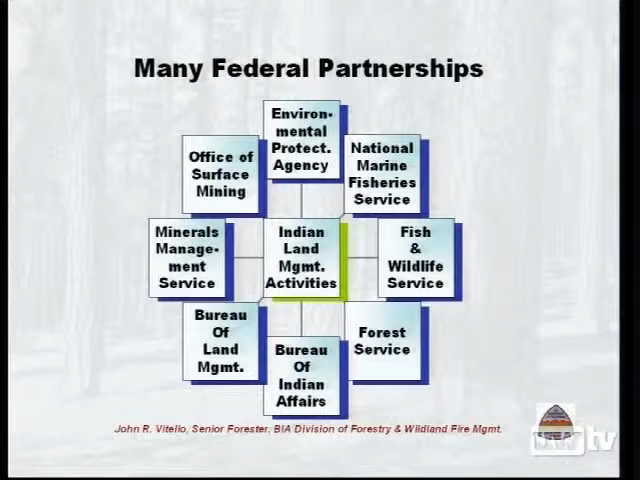 Many Federal Partnerships
Environ-
mental
Protect.
Agency
Office of
Surface
Mining
National
Marine
Fisheries
Service
Minerals
Manage-
ment
Service
Indian
Land
Mgmt.
Activities
Fish
&
Wildlife
Service
Bureau
Of
Land
Mgmt.
Forest
Service
Bureau
Of
Indian
Affairs
John R. Vitello, Senior Forester, BIA Division of Forestry & Wildland Fire Mgmt.
tv